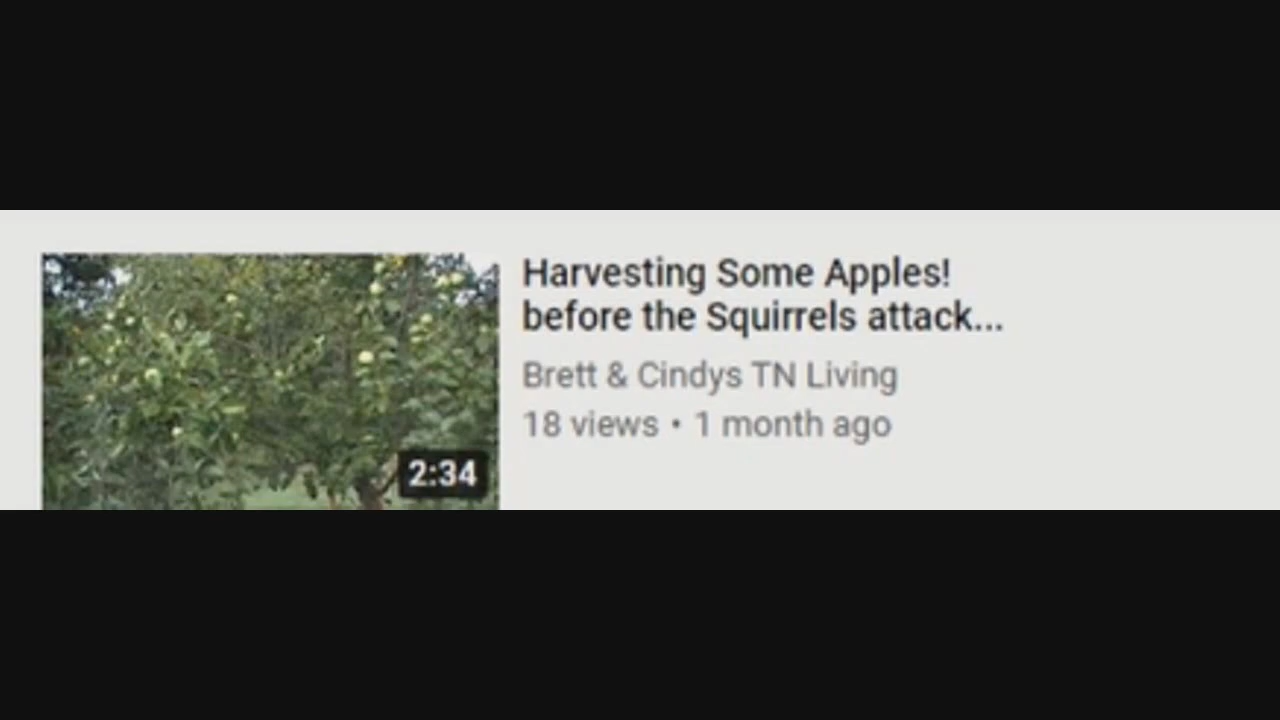 Harvesting Some Apples!
before the Squirrels attack...
Brett & Cindys TN Living
18 views • 1 month ago
2:34